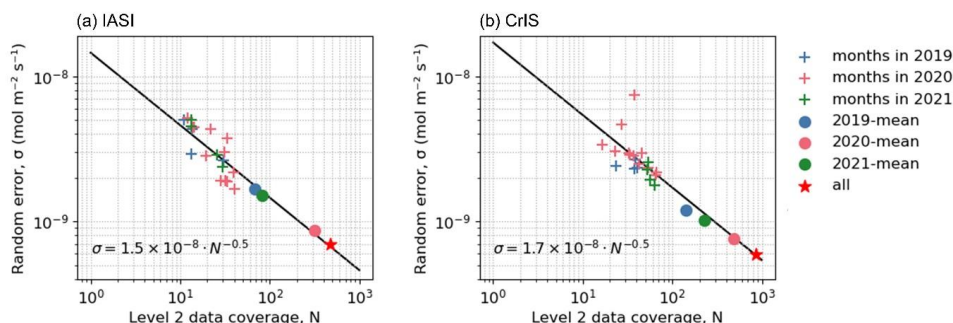 (a) IASI
(b) CrIS
Random error, σ (mol m⁻² s⁻¹)
10⁻⁸
10⁻⁹
σ = 1.5 × 10⁻⁸ · N⁻⁰·⁵
10⁰ 10¹ 10² 10³
Level 2 data coverage, N
Random error, σ (mol m⁻² s⁻¹)
10⁻⁸
10⁻⁹
σ = 1.7 × 10⁻⁸ · N⁻⁰·⁵
10⁰ 10¹ 10² 10³
Level 2 data coverage, N
months in 2019
months in 2020
months in 2021
2019-mean
2020-mean
2021-mean
all